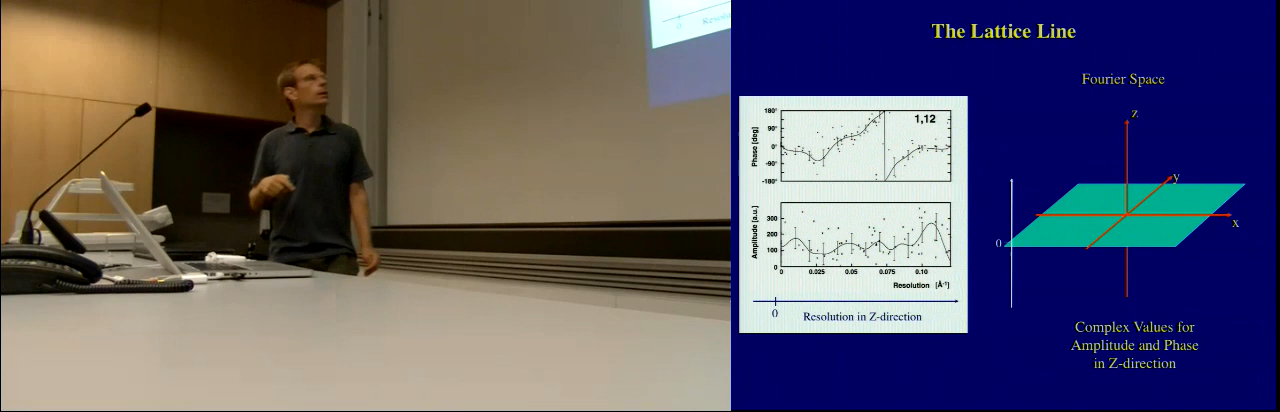 0
Resolu
The Lattice Line
Fourier Space
180°
90°
0°
-90°
-180°
Phase [deg]
1,12
300
200
100
0
Amplitude [a.u.]
0 0.025 0.05 0.075 0.10
Resolution [Å⁻¹]
0
Resolution in Z-direction
z
y
x
0
Complex Values for
Amplitude and Phase
in Z-direction